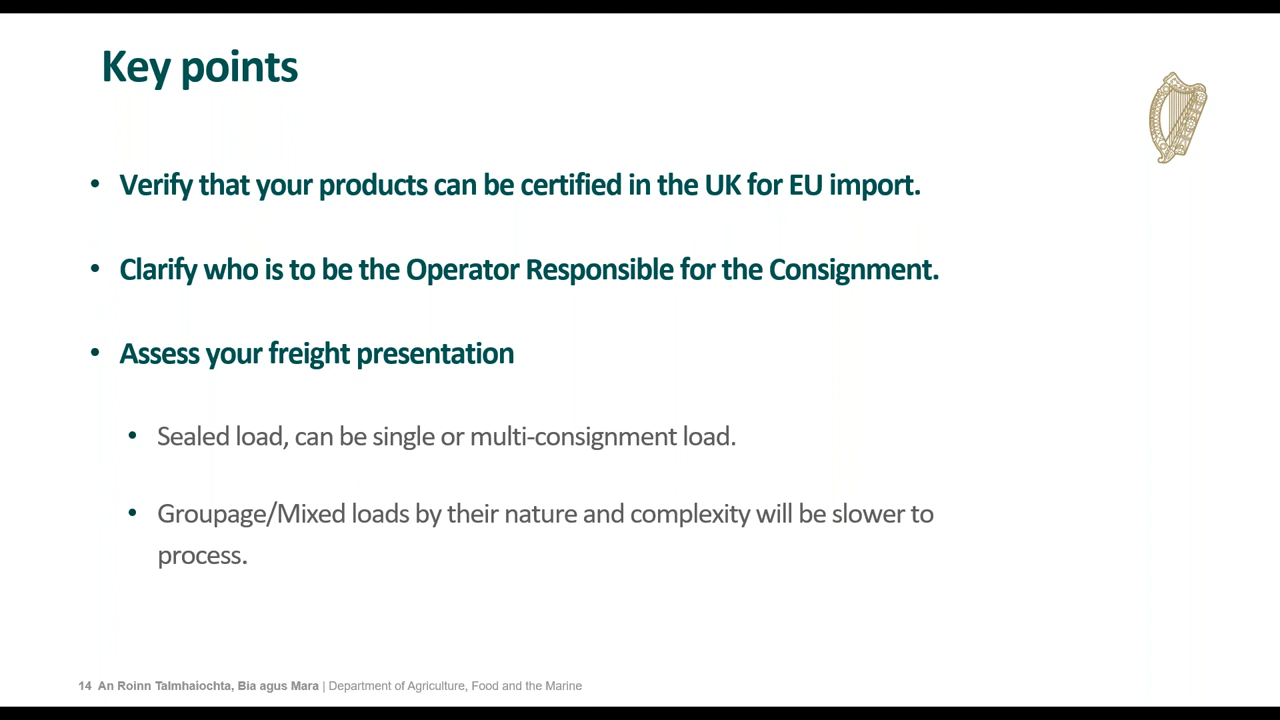 Key points
• Verify that your products can be certified in the UK for EU import.
• Clarify who is to be the Operator Responsible for the Consignment.
• Assess your freight presentation
• Sealed load, can be single or multi-consignment load.
• Groupage/Mixed loads by their nature and complexity will be slower to
process.
14 An Roinn Talmhaíochta, Bia agus Mara | Department of Agriculture, Food and the Marine